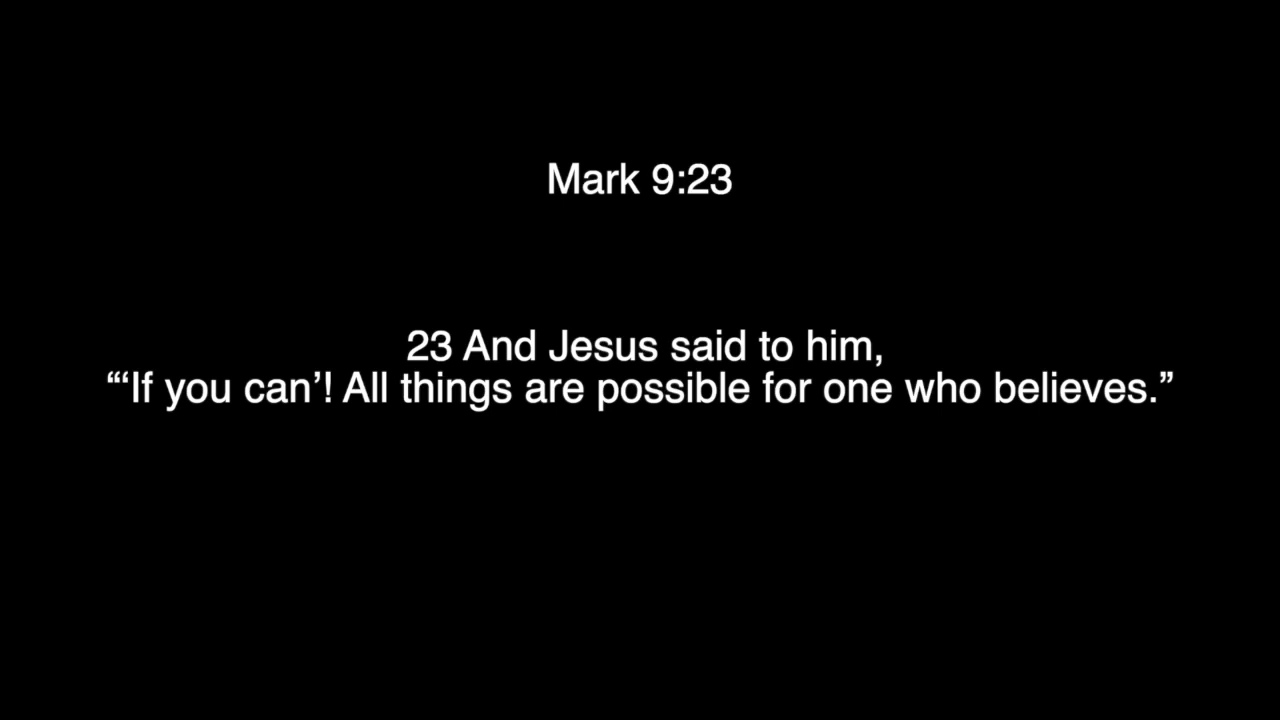 Mark 9:23
23 And Jesus said to him,
“‘If you can’! All things are possible for one who believes.”